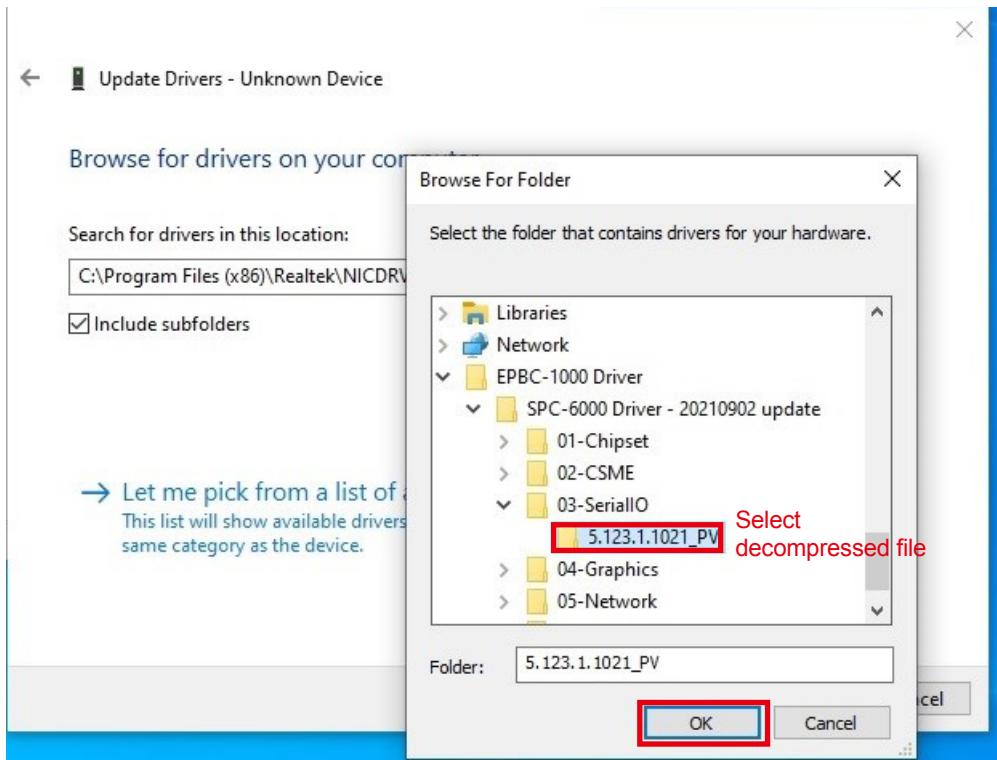 Update Drivers - Unknown Device
Browse for drivers on your computer
Search for drivers in this location:
C:\Program Files (x86)\Realtek\NICDRV
Include subfolders
Let me pick from a list of
This list will show available drivers
same category as the device.
Browse For Folder
Select the folder that contains drivers for your hardware.
Libraries
Network
EPBC-1000 Driver
SPC-6000 Driver - 20210902 update
01-Chipset
02-CSME
03-SerialIO
5.123.1.1021_PV
Select
decompressed file
04-Graphics
05-Network
Folder:
5.123.1.1021_PV
OK
Cancel
cel